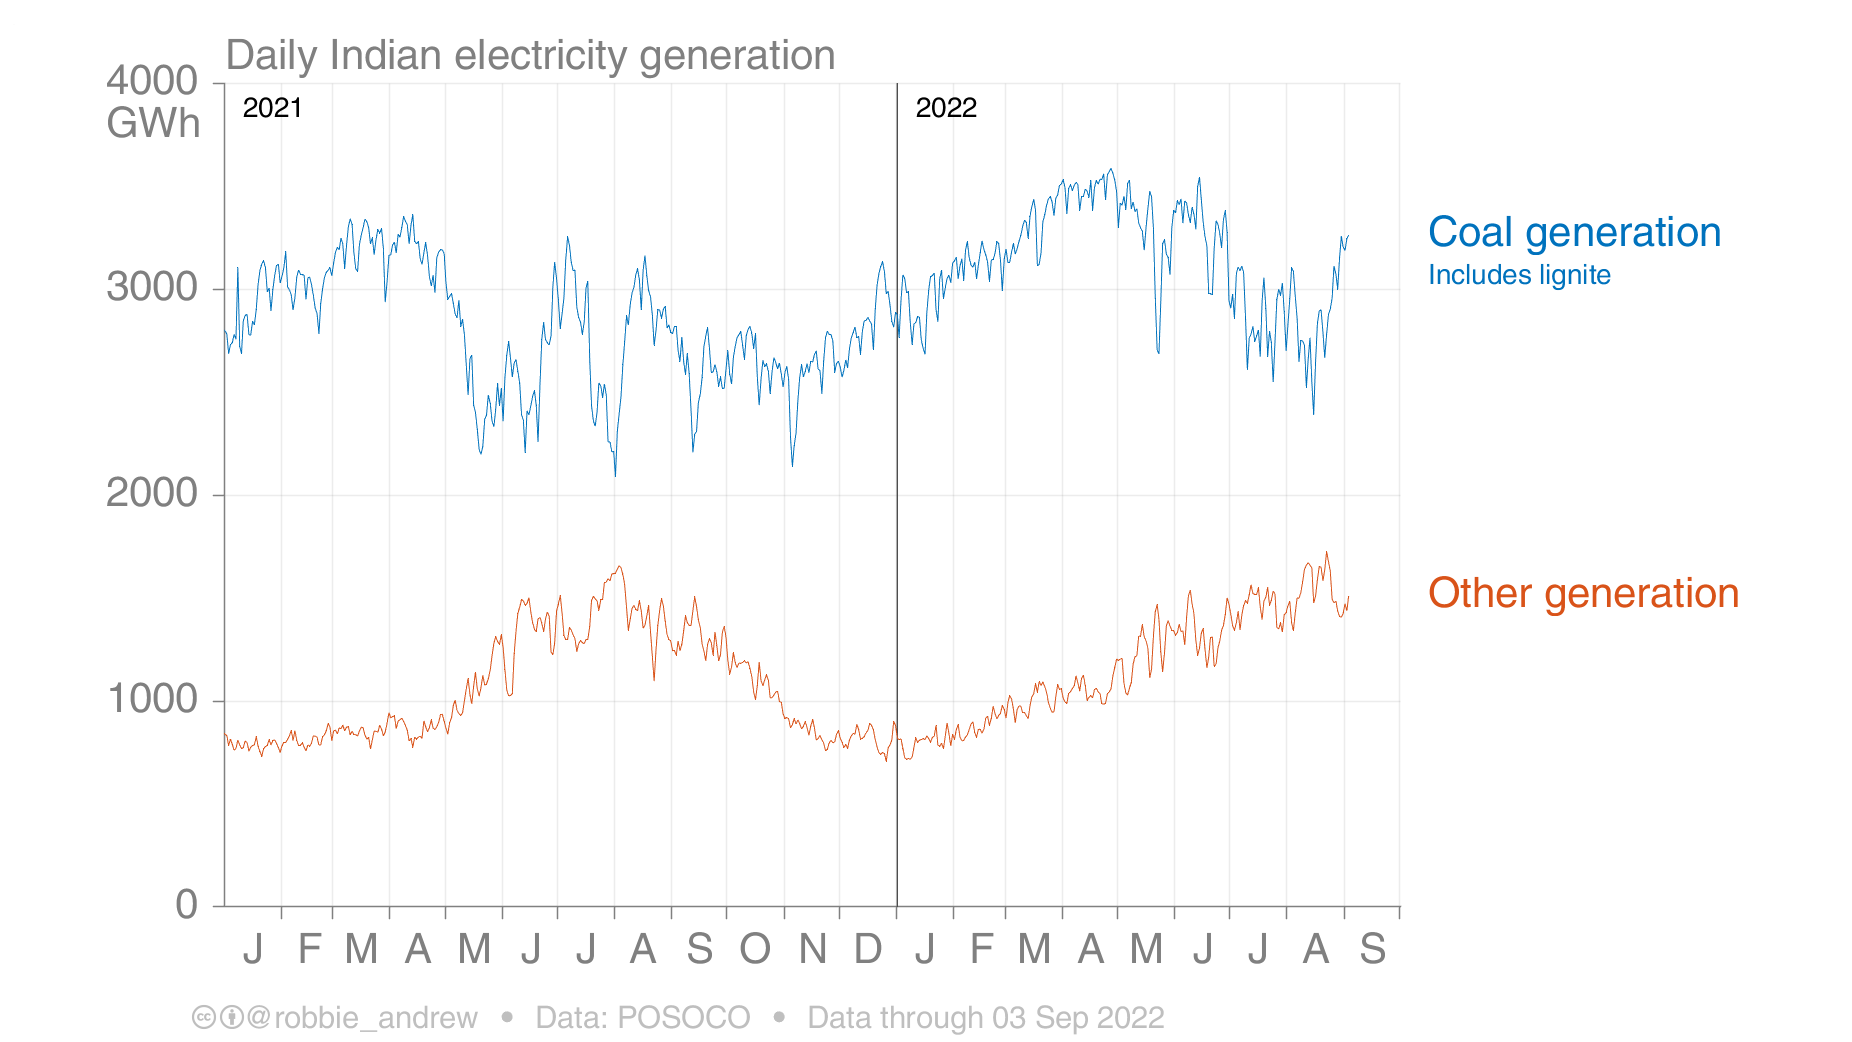 Daily Indian electricity generation
4000
GWh
2021
2022
3000
2000
1000
0
Coal generation
Includes lignite
Other generation
J F M A M J J A S O N D J F M A M J J A S
@robbie_andrew • Data: POSOCO • Data through 03 Sep 2022